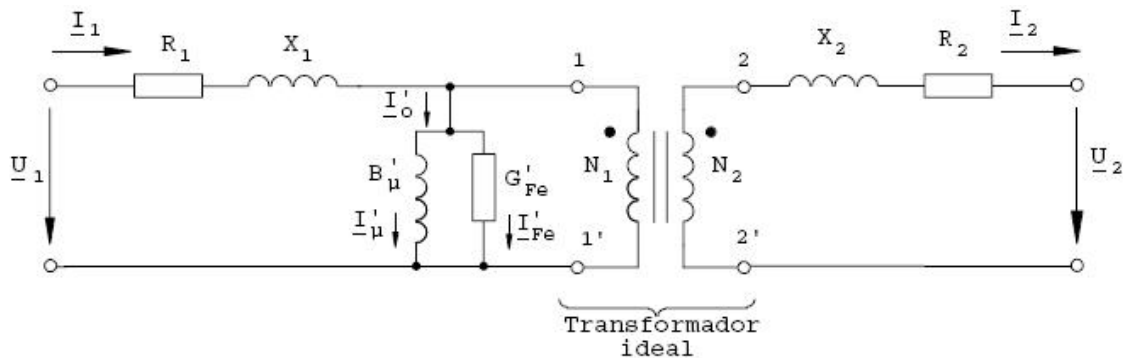 I1
R1
X1
1
2
X2
R2
I2
I'o
U1
B'μ
G'Fe
N1
N2
U2
I'μ
I'Fe
1'
2'
Transformador
ideal